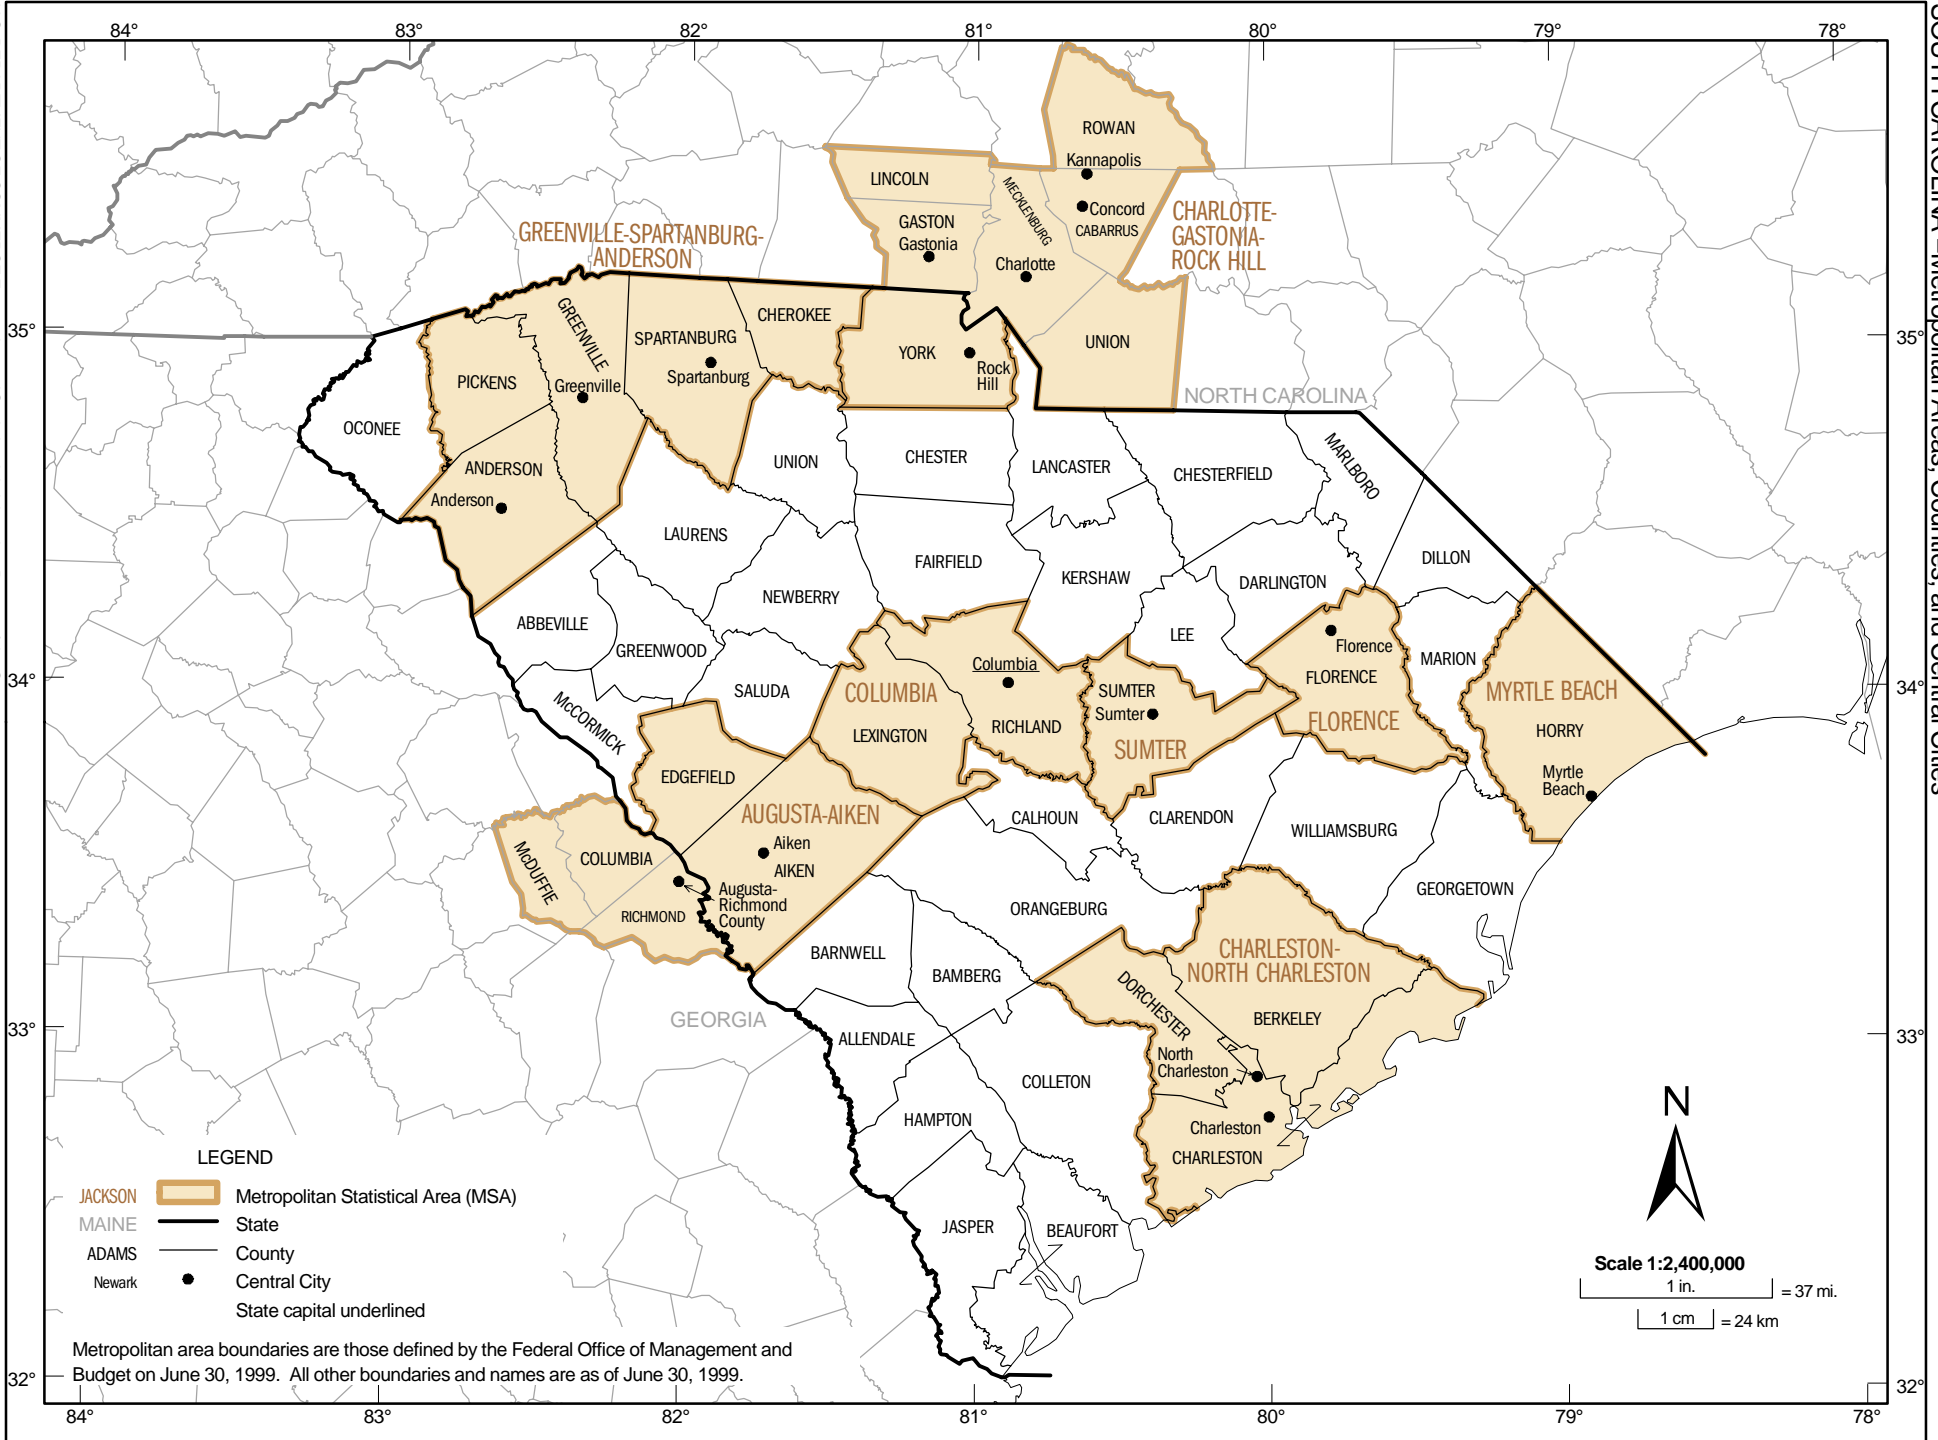 84°
83°
82°
81°
80°
79°
78°
SOUTH CAROLINA - Metropolitan Areas, Counties, and Central Cities
ROWAN
Kannapolis
LINCOLN
MECKLENBURG
Concord
CABARRUS
GASTON
Gastonia
Charlotte
CHARLOTTE-
GASTONIA-
ROCK HILL
GREENVILLE-SPARTANBURG-
ANDERSON
GREENVILLE
CHEROKEE
SPARTANBURG
Spartanburg
YORK
Rock
Hill
UNION
35°
35°
PICKENS
Greenville
NORTH CAROLINA
OCONEE
ANDERSON
Anderson
UNION
CHESTER
LANCASTER
CHESTERFIELD
MARLBORO
LAURENS
FAIRFIELD
KERSHAW
DARLINGTON
DILLON
NEWBERRY
ABBEVILLE
GREENWOOD
LEE
Florence
FLORENCE
FLORENCE
MARION
34°
34°
SALUDA
Columbia
COLUMBIA
RICHLAND
LEXINGTON
SUMTER
Sumter
SUMTER
MYRTLE BEACH
HORRY
Myrtle
Beach
McCORMICK
EDGEFIELD
AUGUSTA-AIKEN
Aiken
AIKEN
CALHOUN
CLARENDON
WILLIAMSBURG
McDUFFIE
COLUMBIA
RICHMOND
Augusta-
Richmond
County
ORANGEBURG
GEORGETOWN
BARNWELL
BAMBERG
CHARLESTON-
NORTH CHARLESTON
DORCHESTER
BERKELEY
33°
33°
GEORGIA
ALLENDALE
North
Charleston
COLLETON
HAMPTON
Charleston
CHARLESTON
JASPER
BEAUFORT
N
LEGEND
JACKSON Metropolitan Statistical Area (MSA)
MAINE State
ADAMS County
Newark Central City
State capital underlined
Scale 1:2,400,000
1 in. = 37 mi.
1 cm = 24 km
Metropolitan area boundaries are those defined by the Federal Office of Management and
Budget on June 30, 1999. All other boundaries and names are as of June 30, 1999.
32°
32°
84°
83°
82°
81°
80°
79°
78°